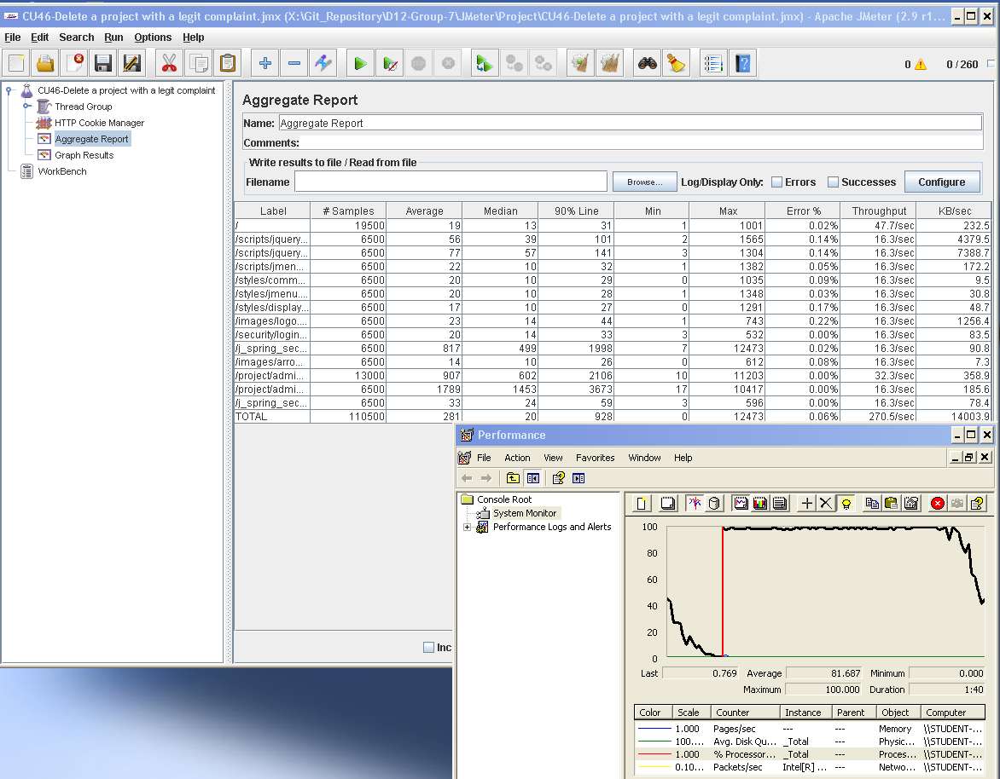 CU46-Delete a project with a legit complaint.jmx (X:\Git_Repository\D12-Group-7\JMeter\Project\CU46-Delete a project with a legit complaint.jmx) - Apache JMeter (2.9 r1...
File Edit Search Run Options Help
0 0 / 260
CU46-Delete a project with a legit complaint
Thread Group
HTTP Cookie Manager
Aggregate Report
Graph Results
WorkBench
Aggregate Report
Name: Aggregate Report
Comments:
Write results to file / Read from file
Filename Browse... Log/Display Only: Errors Successes Configure
Label # Samples Average Median 90% Line Min Max Error % Throughput KB/sec
/ 19500 19 13 31 1 1001 0.02% 47.7/sec 232.5
/scripts/jquery... 6500 56 39 101 2 1565 0.14% 16.3/sec 4379.5
/scripts/jquery... 6500 77 57 141 3 1304 0.14% 16.3/sec 7388.7
/scripts/jmen... 6500 22 10 32 1 1382 0.05% 16.3/sec 172.2
/styles/comm... 6500 20 10 29 0 1035 0.09% 16.3/sec 9.5
/styles/jmenu.... 6500 20 10 28 1 1348 0.03% 16.3/sec 30.8
/styles/display... 6500 17 10 27 0 1291 0.17% 16.3/sec 48.7
/images/logo.... 6500 23 14 44 1 743 0.22% 16.3/sec 1256.4
/security/login... 6500 20 14 33 3 532 0.00% 16.3/sec 83.5
/j_spring_sec... 6500 817 499 1998 7 12473 0.02% 16.3/sec 90.8
/images/arro... 6500 14 10 26 0 612 0.08% 16.3/sec 7.3
/project/admi... 13000 907 602 2106 10 11203 0.00% 32.3/sec 358.9
/project/admi... 6500 1789 1453 3673 17 10417 0.00% 16.3/sec 185.6
/j_spring_sec... 6500 33 24 59 3 596 0.00% 16.3/sec 78.4
TOTAL 110500 281 20 928 0 12473 0.06% 270.5/sec 14003.9
Inc
Performance
File Action View Favorites Window Help
Console Root
System Monitor
Performance Logs and Alerts
100
80
60
40
20
0
Last 0.769 Average 81.687 Minimum 0.000
Maximum 100.000 Duration 1:40
Color Scale Counter Instance Parent Object Computer
1.000 Pages/sec --- --- Memory \\STUDENT-...
100.... Avg. Disk Qu... _Total --- Physic... \\STUDENT-...
1.000 % Processor... _Total --- Proces... \\STUDENT-...
0.10... Packets/sec Intel[R] ... --- Netwo... \\STUDENT-...